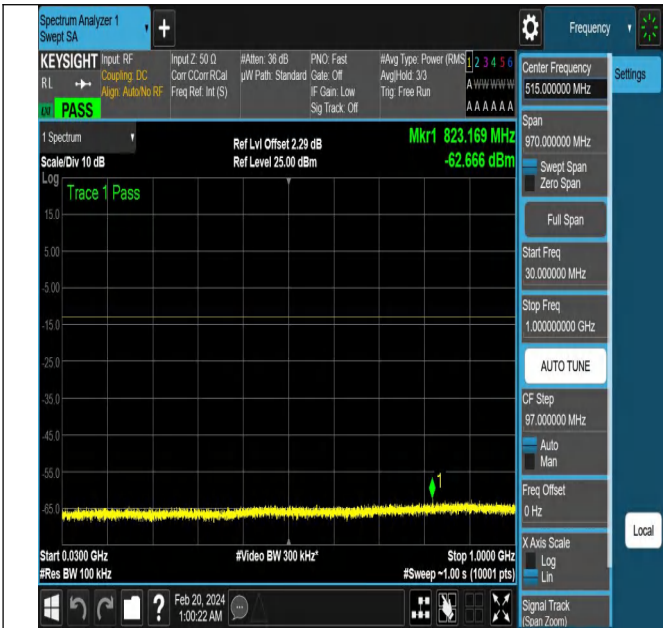 Spectrum Analyzer 1
Swept SA
+
Frequency
KEYSIGHT
RL
PASS
Input: RF
Coupling: DC
Align: Auto/No RF
Input Z: 50 Ω
Corr CCorr RCal
Freq Ref: Int (S)
#Atten: 36 dB
µW Path: Standard
PNO: Fast
Gate: Off
IF Gain: Low
Sig Track: Off
#Avg Type: Power (RMS
Avg|Hold: 3/3
Trig: Free Run
1 2 3 4 5 6
A W W W W W
A A A A A A
1 Spectrum
Scale/Div 10 dB
Log
Ref Lvl Offset 2.29 dB
Ref Level 25.00 dBm
Mkr1 823.169 MHz
-62.666 dBm
Trace 1 Pass
15.0
5.00
-5.00
-15.0
-25.0
-35.0
-45.0
-55.0
-65.0
1
Start 0.0300 GHz
#Res BW 100 kHz
#Video BW 300 kHz*
Stop 1.0000 GHz
#Sweep ~1.00 s (10001 pts)
?
Feb 20, 2024
1:00:22 AM
Center Frequency
515.000000 MHz
Settings
Span
970.000000 MHz
Swept Span
Zero Span
Full Span
Start Freq
30.000000 MHz
Stop Freq
1.000000000 GHz
AUTO TUNE
CF Step
97.000000 MHz
Auto
Man
Freq Offset
0 Hz
Local
X Axis Scale
Log
Lin
Signal Track
(Span Zoom)